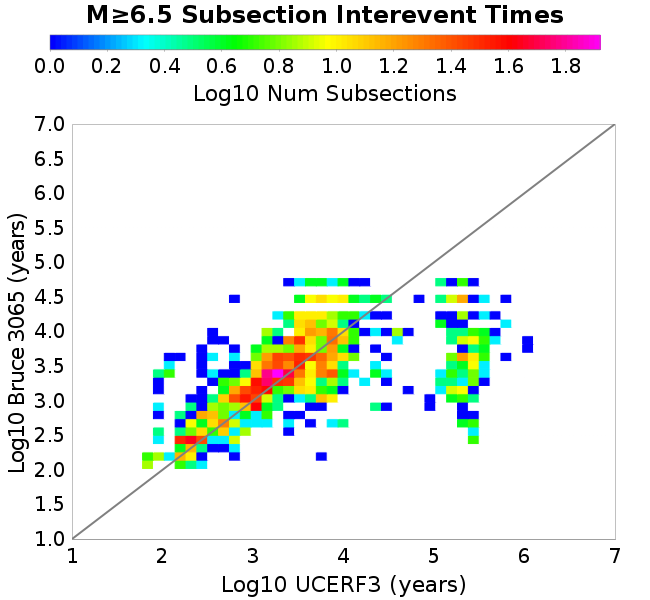 M≥6.5 Subsection Interevent Times
0.0 0.2 0.4 0.6 0.8 1.0 1.2 1.4 1.6 1.8
Log10 Num Subsections
7.0
6.5
6.0
5.5
5.0
4.5
4.0
3.5
3.0
2.5
2.0
1.5
1.0
Log10 Bruce 3065 (years)
1 2 3 4 5 6 7
Log10 UCERF3 (years)